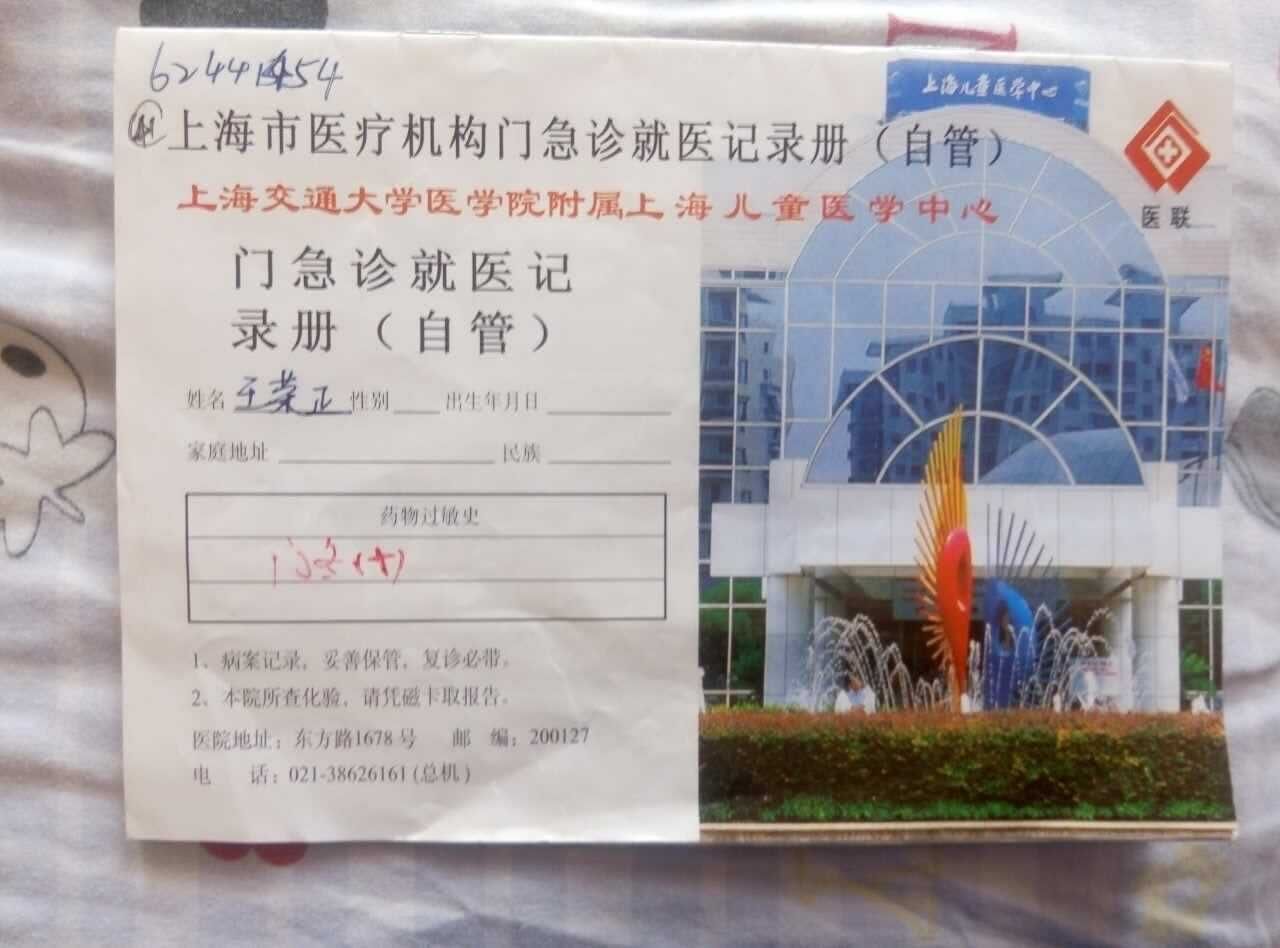 上海儿童医学中心
上海市医疗机构门急诊就医记录册（自管）
上海交通大学医学院附属上海儿童医学中心
医联
门急诊就医记
录册（自管）
姓名 王荣正 性别 出生年月日
家庭地址 民族
药物过敏史
(+)
1、病案记录，妥善保管，复诊必带。
2、本院所查化验，请凭磁卡取报告。
医院地址：东方路1678号 邮 编：200127
电 话：021-38626161(总机)